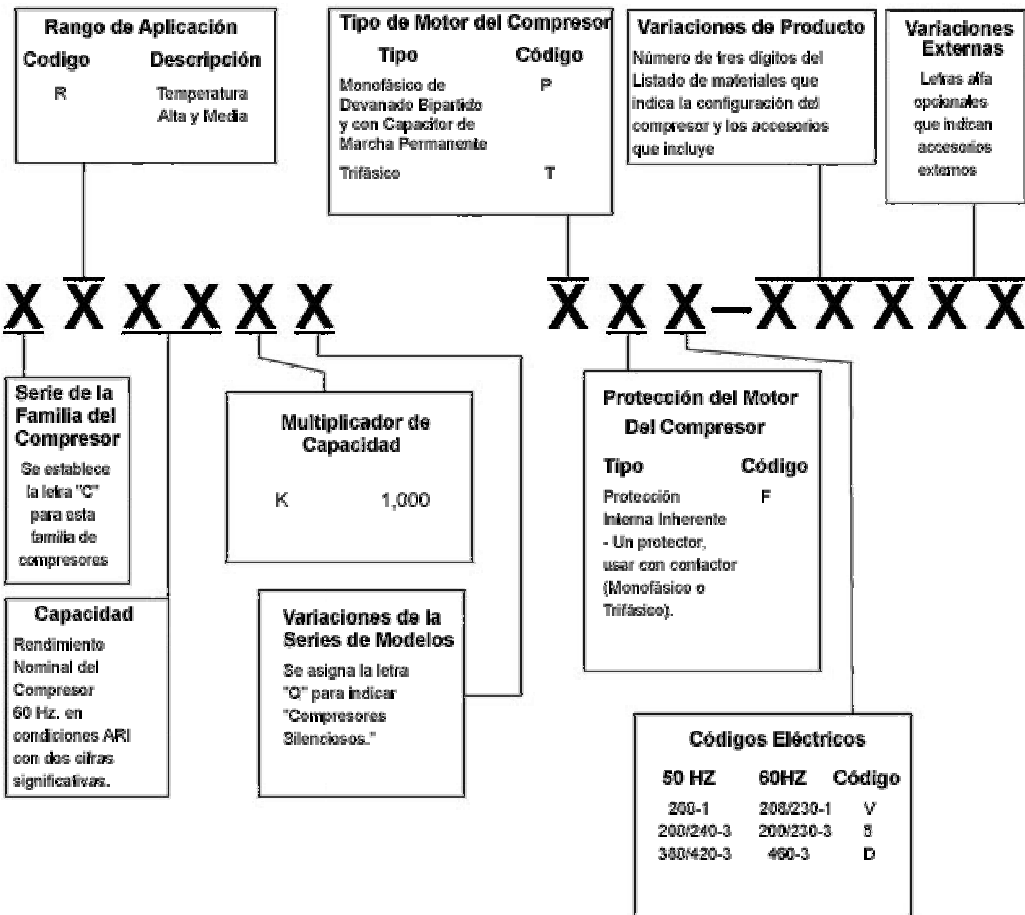 Rango de Aplicación
Codigo Descripción
R Temperatura
Alta y Media
Tipo de Motor del Compresor
Tipo Código
Monofásico de P
Devanado Bipartido
y con Capacitor de
Marcha Permanente
Trifásico T
Variaciones de Producto
Número de tres dígitos del
Listado de materiales que
indica la configuración del
compresor y los accesorios
que incluye
Variaciones
Externas
Letras alfa
opcionales
que indican
accesorios
externos
X X X X X X X X X – X X X X X
Serie de la
Familia del
Compresor
Se establece
la letra "C"
para esta
familia de
compresores
Multiplicador de
Capacidad
K 1,000
Protección del Motor
Del Compresor
Tipo Código
Protección F
Interna Inherente
- Un protector,
usar con contactor
(Monofásico o
Trifásico).
Capacidad
Rendimiento
Nominal del
Compresor
60 Hz. en
condiciones ARI
con dos cifras
significativas.
Variaciones de la
Series de Modelos
Se asigna la letra
"Q" para indicar
"Compresores
Silenciosos."
Códigos Eléctricos
50 HZ 60HZ Código
208/230-1 V
200/240-3 200/230-3
380/420-3 460-3 D